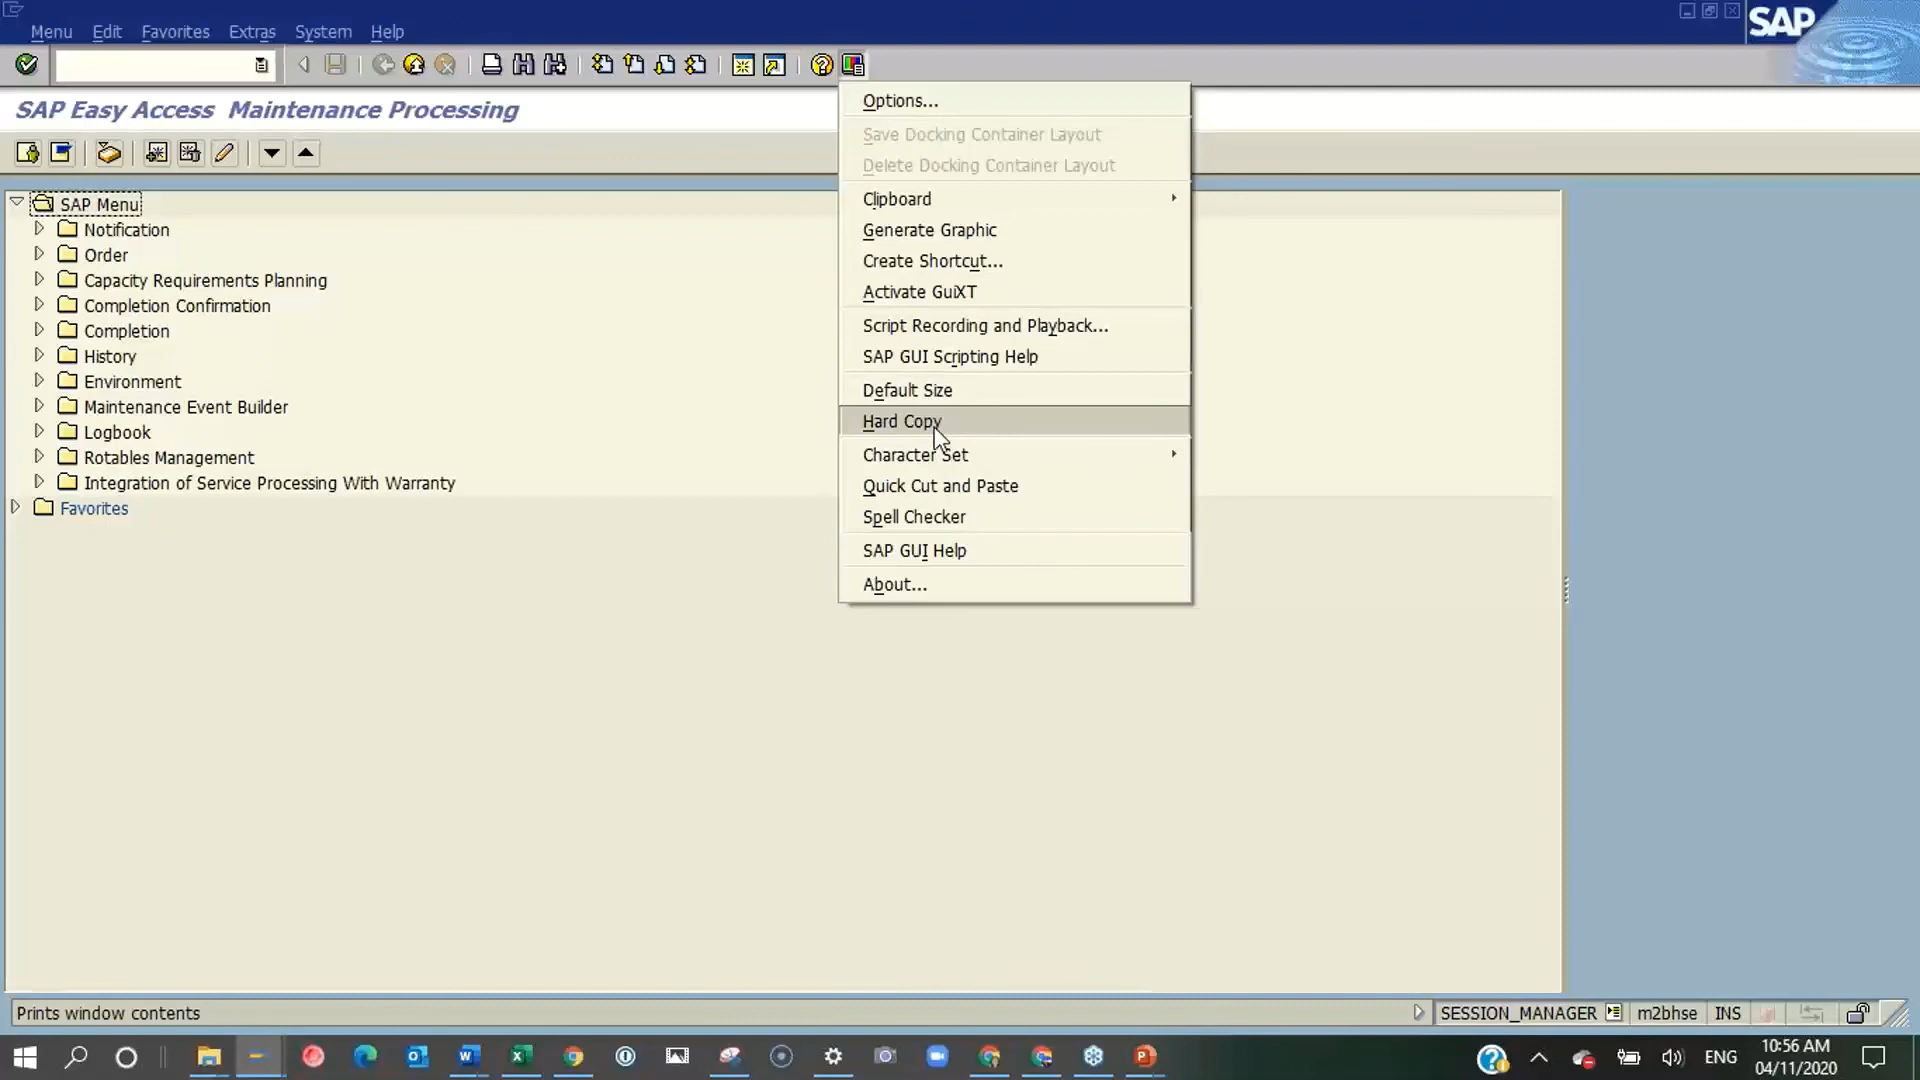 Menu Edit Favorites Extras System Help
SAP
SAP Easy Access Maintenance Processing
Options...
Save Docking Container Layout
Delete Docking Container Layout
Clipboard
Generate Graphic
Create Shortcut...
Activate GuiXT
Script Recording and Playback...
SAP GUI Scripting Help
Default Size
Hard Copy
Character Set
Quick Cut and Paste
Spell Checker
SAP GUI Help
About...
SAP Menu
Notification
Order
Capacity Requirements Planning
Completion Confirmation
Completion
History
Environment
Maintenance Event Builder
Logbook
Rotables Management
Integration of Service Processing With Warranty
Favorites
Prints window contents
SESSION_MANAGER m2bhse INS
ENG
10:56 AM
04/11/2020